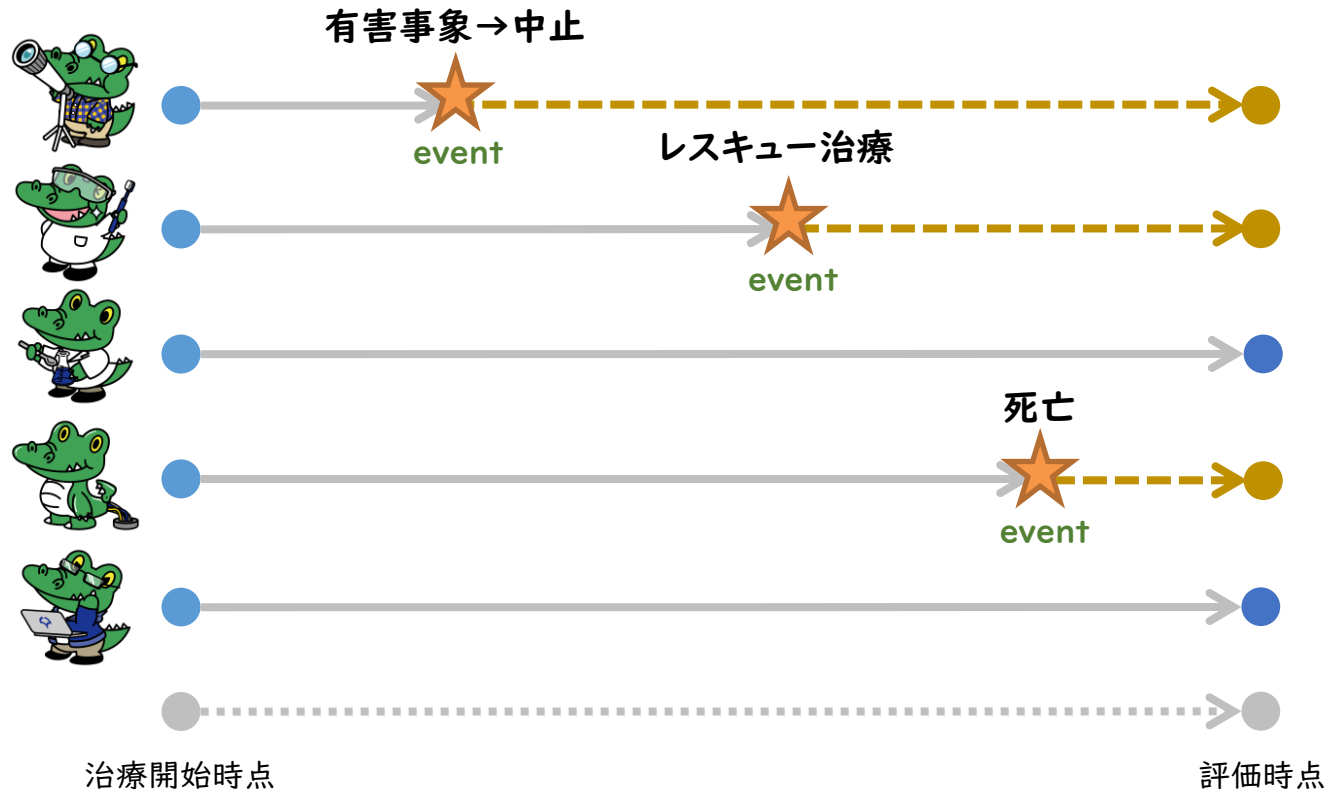 有害事象→中止
event
レスキュー治療
event
死亡
event
治療開始時点
評価時点